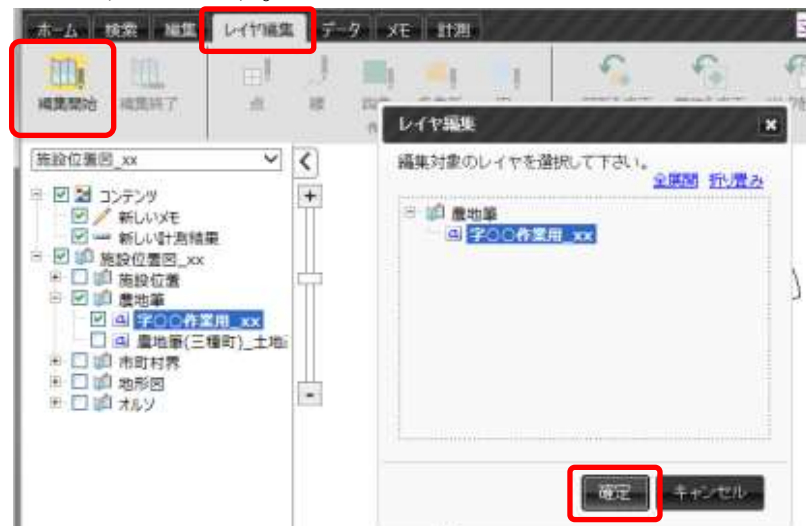 ホーム 検索 編集 レイヤ編集 データ メモ 計測
編集開始 編集終了 点 線
レイヤ編集
編集対象のレイヤを選択して下さい。
全展開 折り畳み
農地筆
字〇〇作業用_xx
確定 キャンセル
施設位置図_xx
コンテンツ
新しいメモ
新しい計測結果
施設位置図_xx
施設位置
農地筆
字〇〇作業用_xx
農地筆(三種町)_土地
市町村界
地形図
オルソ